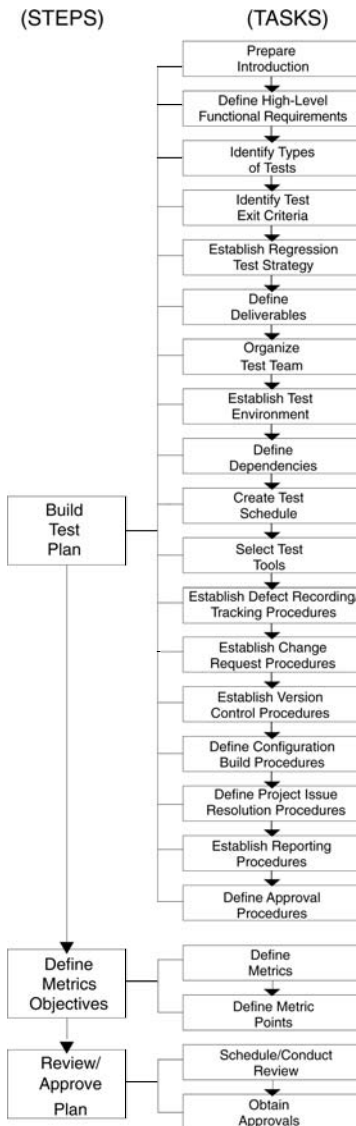 (STEPS)
(TASKS)
Prepare
Introduction
Define High-Level
Functional Requirements
Identify Types
of Tests
Identify Test
Exit Criteria
Establish Regression
Test Strategy
Define
Deliverables
Organize
Test Team
Establish Test
Environment
Define
Dependencies
Create Test
Schedule
Select Test
Tools
Establish Defect Recording/
Tracking Procedures
Establish Change
Request Procedures
Establish Version
Control Procedures
Define Configuration
Build Procedures
Define Project Issue
Resolution Procedures
Establish Reporting
Procedures
Define Approval
Procedures
Build
Test
Plan
Define
Metrics
Objectives
Define
Metrics
Define Metric
Points
Review/
Approve
Plan
Schedule/Conduct
Review
Obtain
Approvals